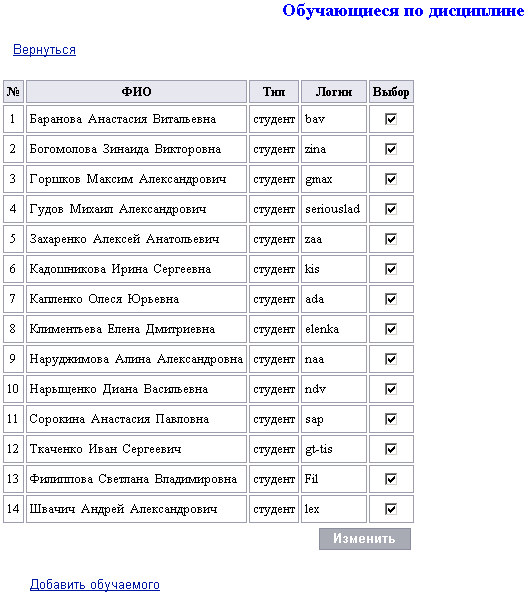 Обучающиеся по дисциплине
Вернуться
№ ФИО Тип Логин Выбор
1 Баранова Анастасия Витальевна студент bav
2 Богомолова Зинаида Викторовна студент zina
3 Горшков Максим Александрович студент gmax
4 Гудов Михаил Александрович студент seriouslad
5 Захаренко Алексей Анатольевич студент zaa
6 Кадошникова Ирина Сергеевна студент kis
7 Капленко Олеся Юрьевна студент ada
8 Климентьева Елена Дмитриевна студент elenka
9 Наруджимова Алина Александровна студент naa
10 Нарыщенко Диана Васильевна студент ndv
11 Сорокина Анастасия Павловна студент sap
12 Ткаченко Иван Сергеевич студент gt-tis
13 Филиппова Светлана Владимировна студент Fil
14 Швачич Андрей Александрович студент lex
Изменить
Добавить обучаемого